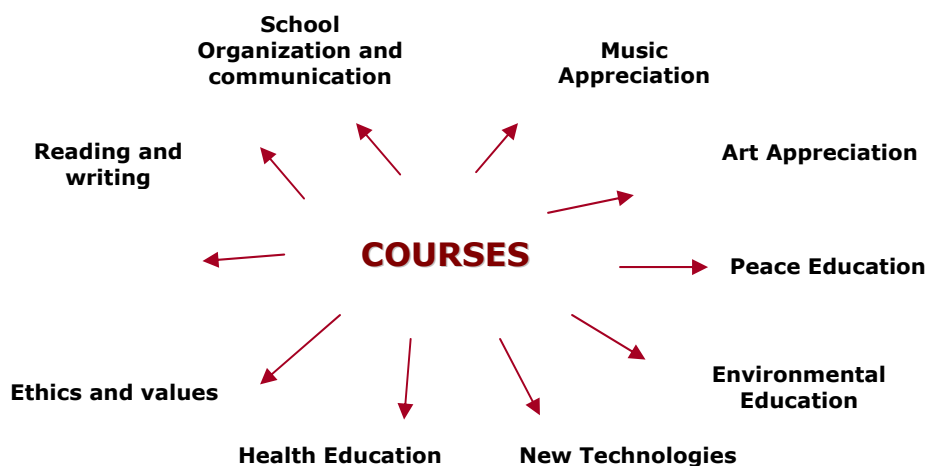 School
Organization and
communication
Music
Appreciation
Reading and
writing
Art Appreciation
COURSES
Peace Education
Ethics and values
Environmental
Education
Health Education
New Technologies